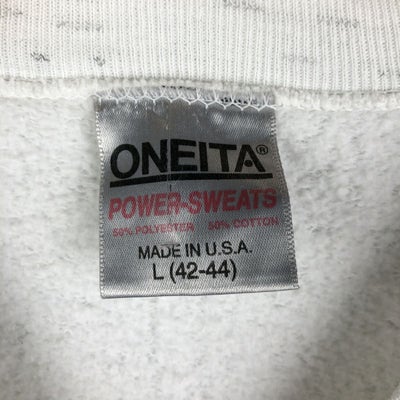 ONEITA®
POWER-SWEATS
50% POLYESTER 50% COTTON
MADE IN U.S.A.
L (42-44)